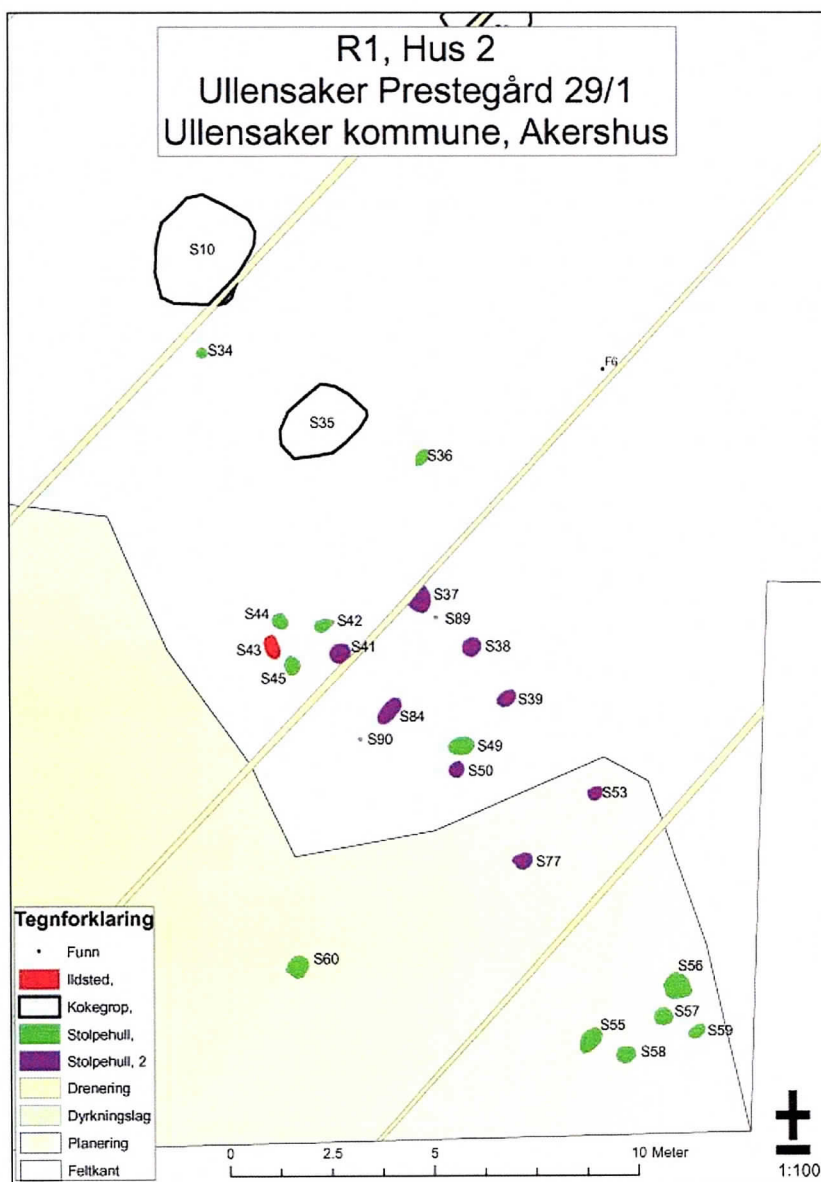 R1, Hus 2
Ullensaker Prestegård 29/1
Ullensaker kommune, Akershus
S10
S34
F6
S35
S36
S37
S89
S44
S42
S43
S41
S38
S45
S39
S84
S90
S49
S50
S53
S77
S60
S56
S57
S55
S59
S58
Tegnforklaring
Funn
Ildsted,
Kokegrop,
Stolpehull,
Stolpehull, 2
Drenering
Dyrkningslag
Planering
Feltkant
0 2.5 5 10 Meter
1:100